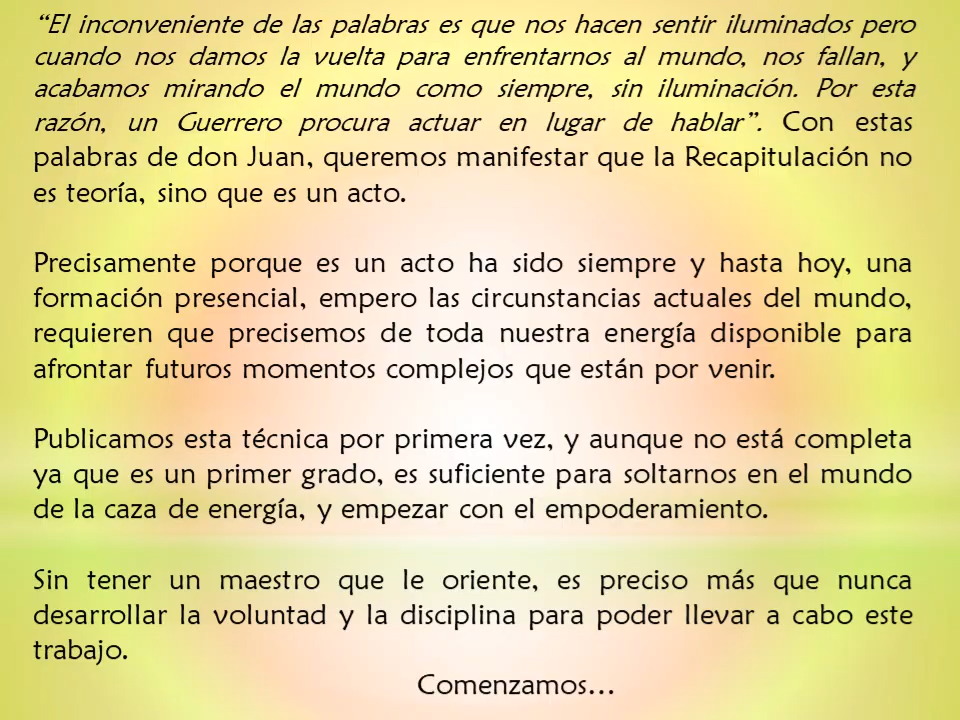 “El inconveniente de las palabras es que nos hacen sentir iluminados pero
cuando nos damos la vuelta para enfrentarnos al mundo, nos fallan, y
acabamos mirando el mundo como siempre, sin iluminación. Por esta
razón, un Guerrero procura actuar en lugar de hablar”. Con estas
palabras de don Juan, queremos manifestar que la Recapitulación no
es teoría, sino que es un acto.
Precisamente porque es un acto ha sido siempre y hasta hoy, una
formación presencial, empero las circunstancias actuales del mundo,
requieren que precisemos de toda nuestra energía disponible para
afrontar futuros momentos complejos que están por venir.
Publicamos esta técnica por primera vez, y aunque no está completa
ya que es un primer grado, es suficiente para soltarnos en el mundo
de la caza de energía, y empezar con el empoderamiento.
Sin tener un maestro que le oriente, es preciso más que nunca
desarrollar la voluntad y la disciplina para poder llevar a cabo este
trabajo.
Comenzamos…